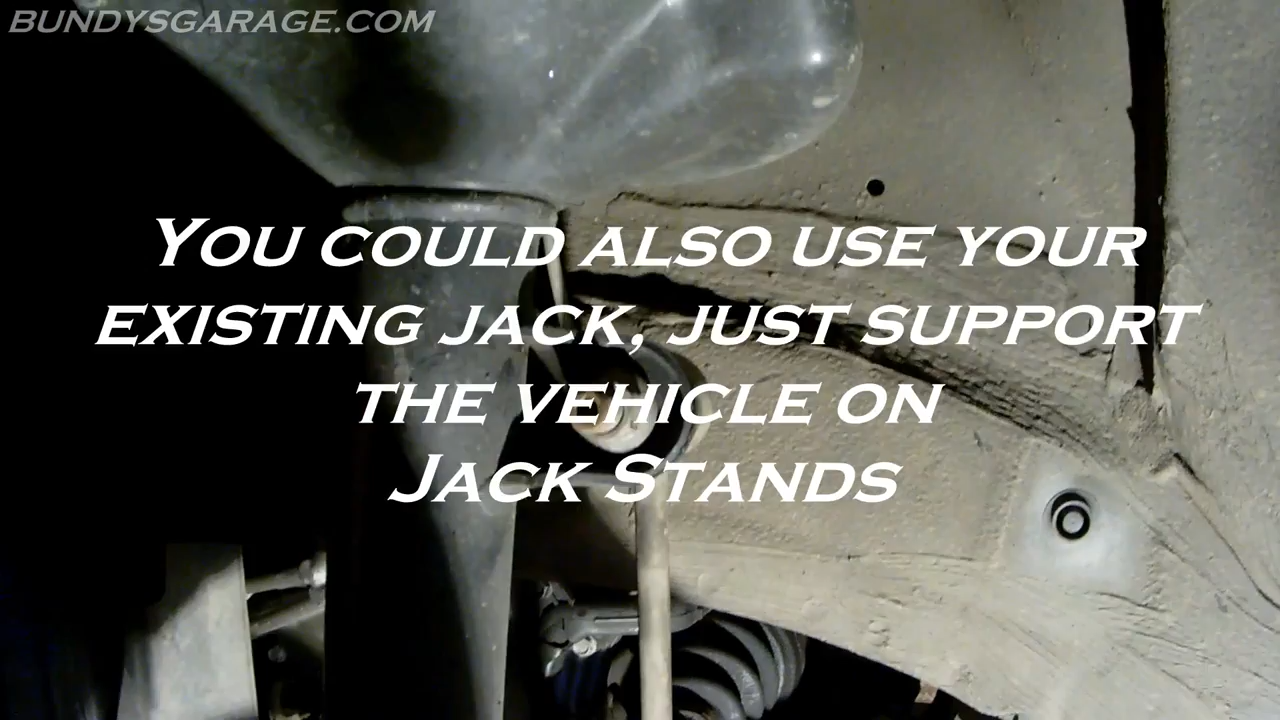 BUNDYSGARAGE.COM
YOU COULD ALSO USE YOUR
EXISTING JACK, JUST SUPPORT
THE VEHICLE ON
JACK STANDS